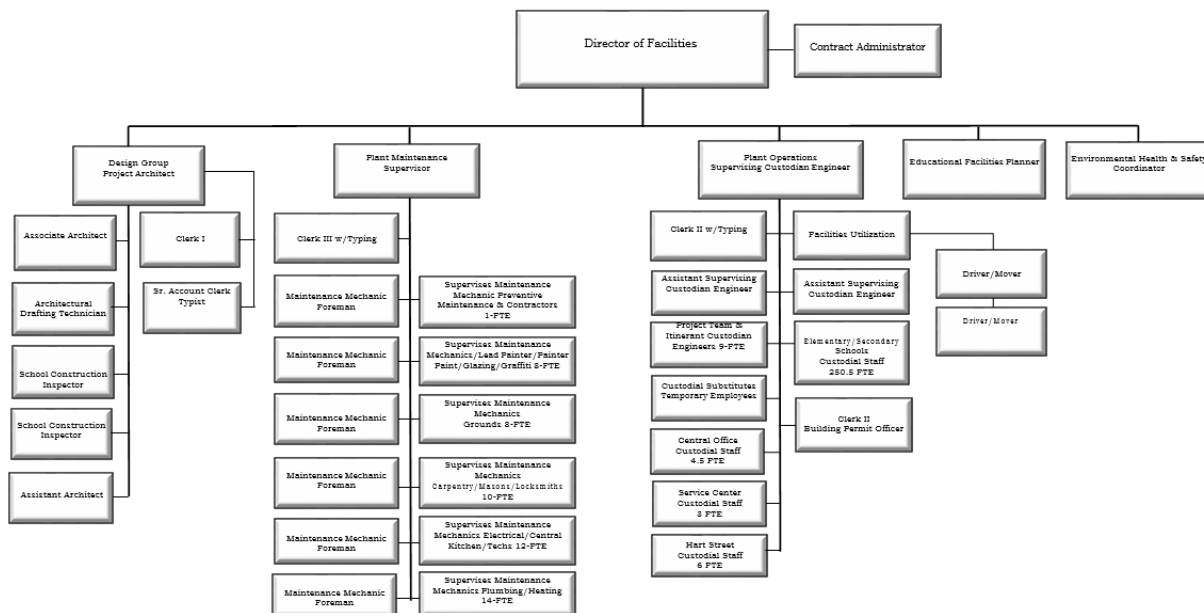 Director of Facilities
Contract Administrator
Design Group
Project Architect
Plant Maintenance
Supervisor
Plant Operations
Supervising Custodian Engineer
Educational Facilities Planner
Environmental Health & Safety
Coordinator
Associate Architect
Clerk I
Architectural
Drafting Technician
Sr. Account Clerk
Typist
School Construction
Inspector
School Construction
Inspector
Assistant Architect
Clerk III w/Typing
Maintenance Mechanic
Foreman
Supervises Maintenance
Mechanic Preventive
Maintenance & Contractors
1-FTE
Maintenance Mechanic
Foreman
Supervises Maintenance
Mechanics/Lead Painter/Painter
Paint/Glazing/Graffiti 8-FTE
Maintenance Mechanic
Foreman
Supervises Maintenance
Mechanics
Grounds 8-FTE
Maintenance Mechanic
Foreman
Supervises Maintenance
Mechanics
Carpentry/Masons/Locksmiths
10-FTE
Maintenance Mechanic
Foreman
Supervises Maintenance
Mechanics Electrical/Central
Kitchen/Techs 12-FTE
Maintenance Mechanic
Foreman
Supervises Maintenance
Mechanics Plumbing/Heating
14-FTE
Clerk II w/Typing
Facilities Utilization
Driver/Mover
Driver/Mover
Assistant Supervising
Custodian Engineer
Assistant Supervising
Custodian Engineer
Project Team &
Itinerant Custodian
Engineers 9-FTE
Elementary/Secondary
Schools
Custodial Staff
250.5 FTE
Custodial Substitutes
Temporary Employees
Clerk II
Building Permit Officer
Central Office
Custodial Staff
4.5 FTE
Service Center
Custodial Staff
3 FTE
Hart Street
Custodial Staff
6 FTE